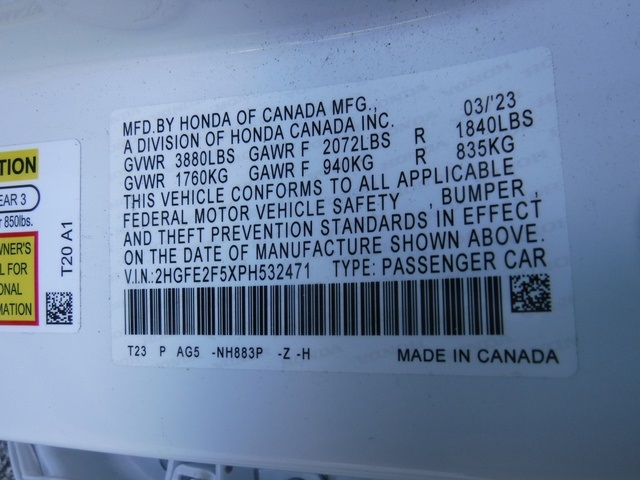 MFD.BY HONDA OF CANADA MFG., 03/'23
A DIVISION OF HONDA CANADA INC.
GVWR 3880LBS GAWR F 2072LBS R 1840LBS
GVWR 1760KG GAWR F 940KG R 835KG
THIS VEHICLE CONFORMS TO ALL APPLICABLE
FEDERAL MOTOR VEHICLE SAFETY , BUMPER ,
AND THEFT PREVENTION STANDARDS IN EFFECT
ON THE DATE OF MANUFACTURE SHOWN ABOVE.
V.I.N.:2HGFE2F5XPH532471 TYPE: PASSENGER CAR
T23 P AG5 -NH883P -Z -H MADE IN CANADA
TION
EAR 3
850lbs.
WNER'S
L FOR
ONAL
MATION
T20 A1